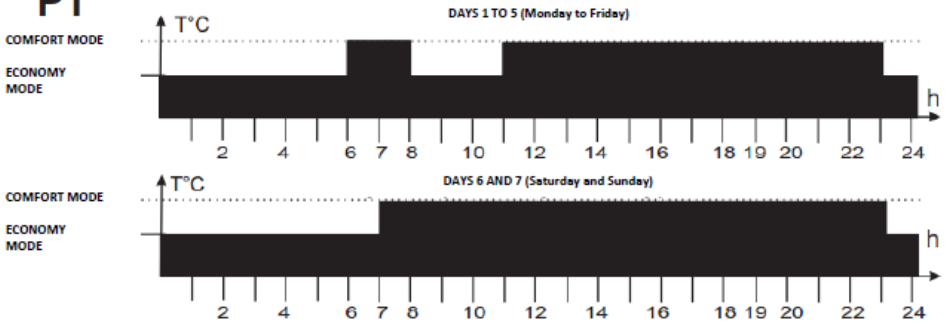 P1
DAYS 1 TO 5 (Monday to Friday)
T°C
COMFORT MODE
ECONOMY
MODE
h
2 4 6 7 8 10 12 14 16 18 19 20 22 24
DAYS 6 AND 7 (Saturday and Sunday)
T°C
COMFORT MODE
ECONOMY
MODE
h
2 4 6 7 8 10 12 14 16 18 19 20 22 24